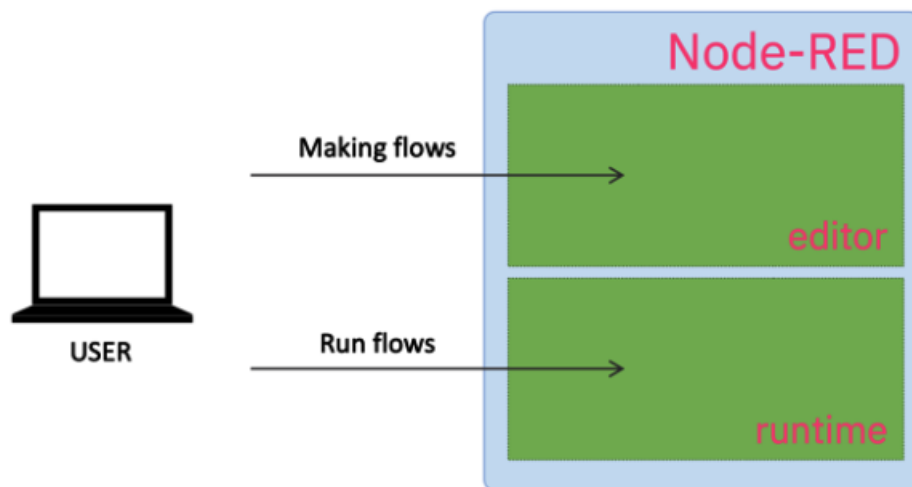 Node-RED
Making flows
editor
USER
Run flows
runtime